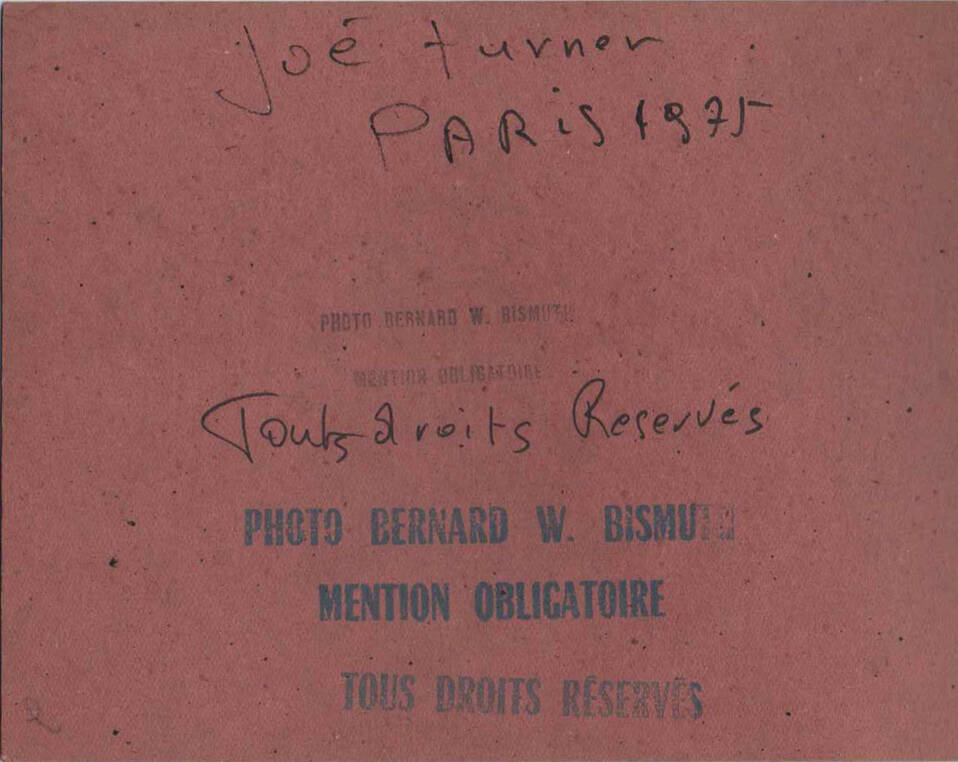 Joé turner
PARiS 1975
PHOTO BERNARD W. BISMUTH
MENTION OBLIGATOIRE
Touts droits Reservés
PHOTO BERNARD W. BISMUTH
MENTION OBLIGATOIRE
TOUS DROITS RÉSERVÉS